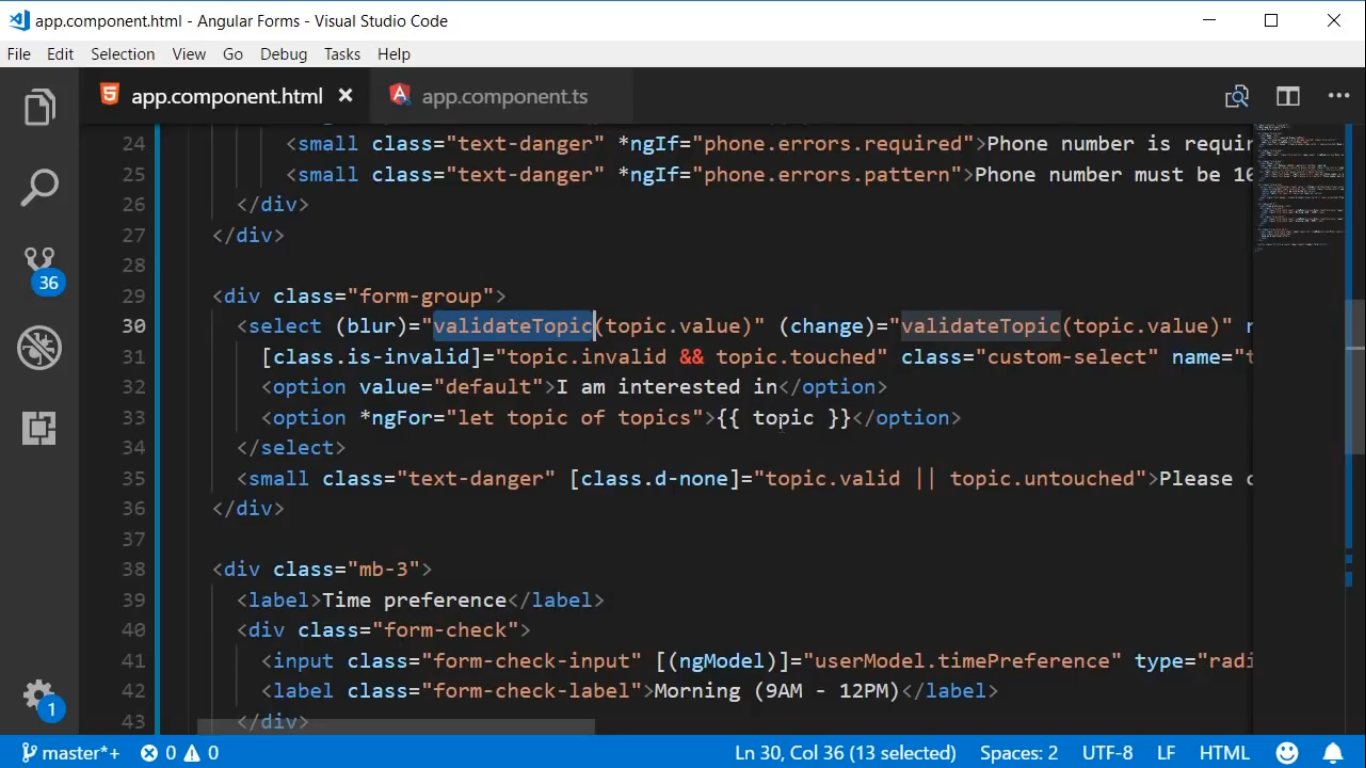 app.component.html - Angular Forms - Visual Studio Code
File Edit Selection View Go Debug Tasks Help
app.component.html app.component.ts
24 <small class="text-danger" *ngIf="phone.errors.required">Phone number is requir
25 <small class="text-danger" *ngIf="phone.errors.pattern">Phone number must be 10
26 </div>
27 </div>
28
29 <div class="form-group">
30 <select (blur)="validateTopic(topic.value)" (change)="validateTopic(topic.value)" n
31 [class.is-invalid]="topic.invalid && topic.touched" class="custom-select" name="t
32 <option value="default">I am interested in</option>
33 <option *ngFor="let topic of topics">{{ topic }}</option>
34 </select>
35 <small class="text-danger" [class.d-none]="topic.valid || topic.untouched">Please c
36 </div>
37
38 <div class="mb-3">
39 <label>Time preference</label>
40 <div class="form-check">
41 <input class="form-check-input" [(ngModel)]="userModel.timePreference" type="radi
42 <label class="form-check-label">Morning (9AM - 12PM)</label>
43 </div>
36
1
master*+ 0 0 Ln 30, Col 36 (13 selected) Spaces: 2 UTF-8 LF HTML